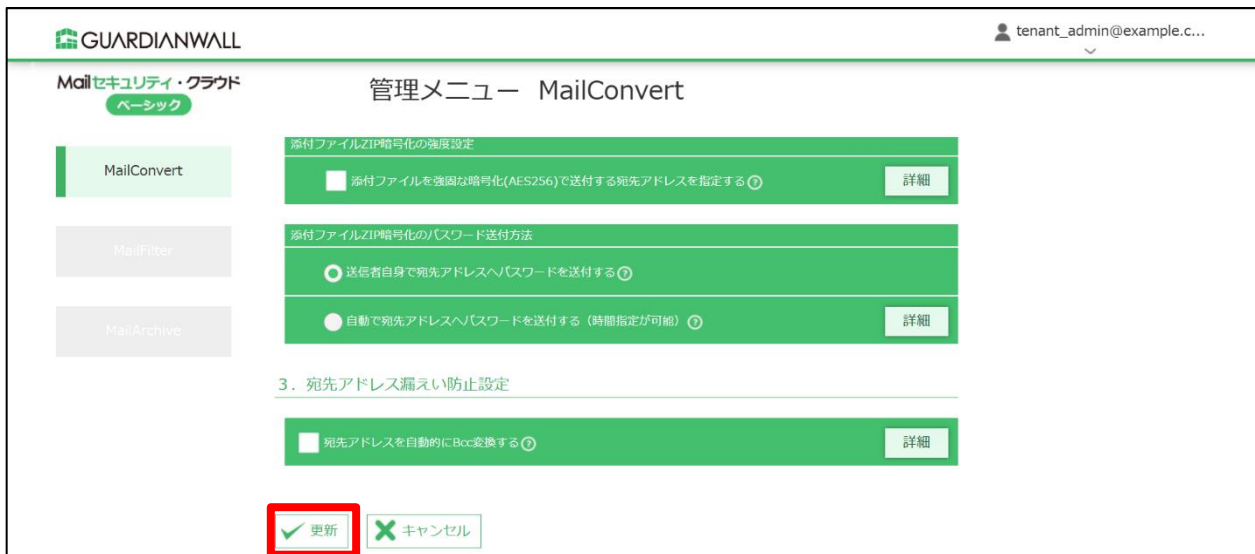 GUARDIANWALL
tenant_admin@example.c...
Mailセキュリティ・クラウド
ベーシック
管理メニュー MailConvert
MailConvert
MailFilter
MailArchive
添付ファイルZIP暗号化の強度設定
添付ファイルを強固な暗号化(AES256)で送付する宛先アドレスを指定する?
詳細
添付ファイルZIP暗号化のパスワード送付方法
送信者自身で宛先アドレスへパスワードを送付する?
自動で宛先アドレスへパスワードを送付する（時間指定が可能）?
詳細
3．宛先アドレス漏えい防止設定
宛先アドレスを自動的にBcc変換する?
詳細
更新
キャンセル